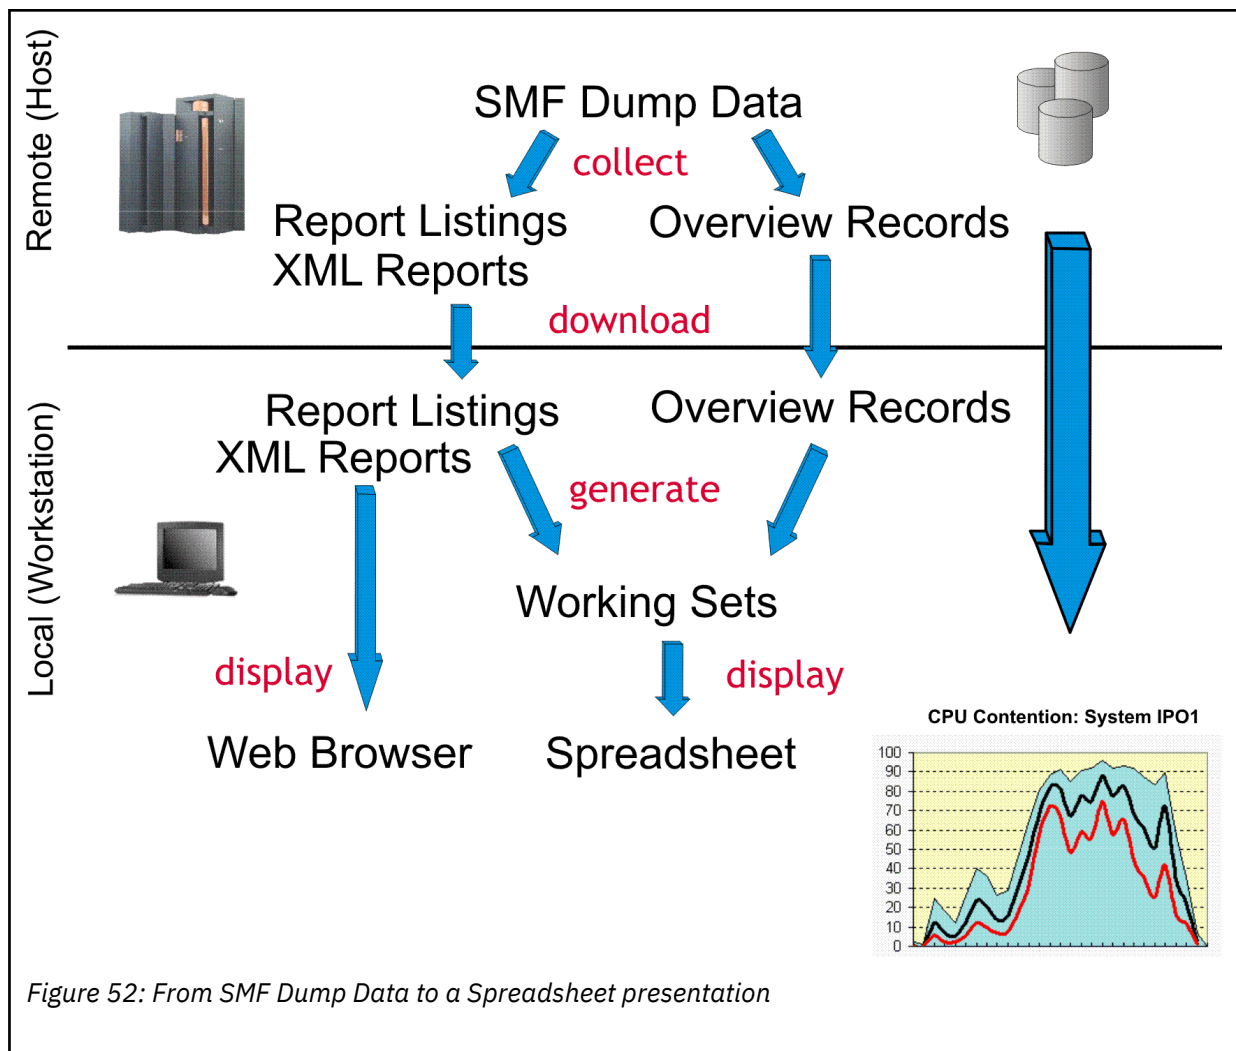 Remote (Host)
SMF Dump Data
collect
Report Listings
XML Reports
Overview Records
download
Local (Workstation)
Report Listings
XML Reports
Overview Records
generate
Working Sets
display
display
Web Browser
Spreadsheet
CPU Contention: System IPO1
100
90
80
70
60
50
40
30
20
10
0
Figure 52: From SMF Dump Data to a Spreadsheet presentation